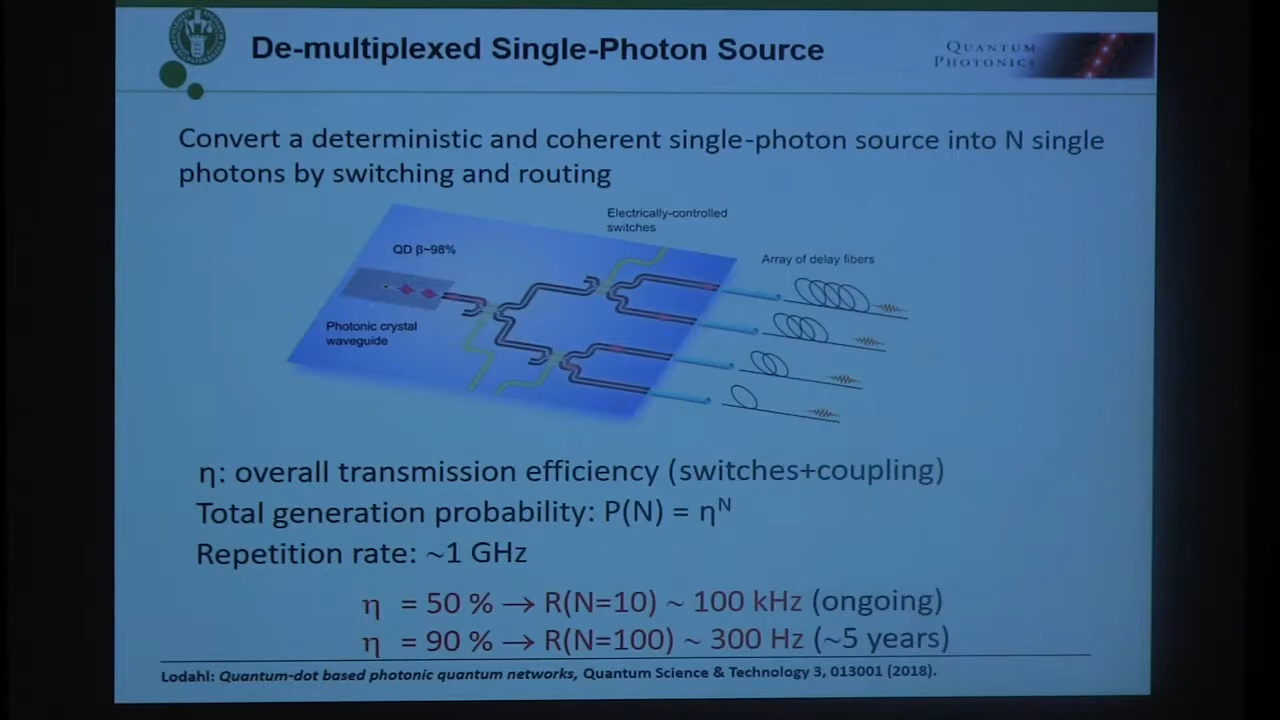 De-multiplexed Single-Photon Source
QUANTUM
PHOTONICS
Convert a deterministic and coherent single-photon source into N single
photons by switching and routing
Electrically-controlled
switches
QD β~98%
Array of delay fibers
Photonic crystal
waveguide
η: overall transmission efficiency (switches+coupling)
Total generation probability: P(N) = ηᴺ
Repetition rate: ~1 GHz
η = 50 % → R(N=10) ~ 100 kHz (ongoing)
η = 90 % → R(N=100) ~ 300 Hz (~5 years)
Lodahl: Quantum-dot based photonic quantum networks, Quantum Science & Technology 3, 013001 (2018).